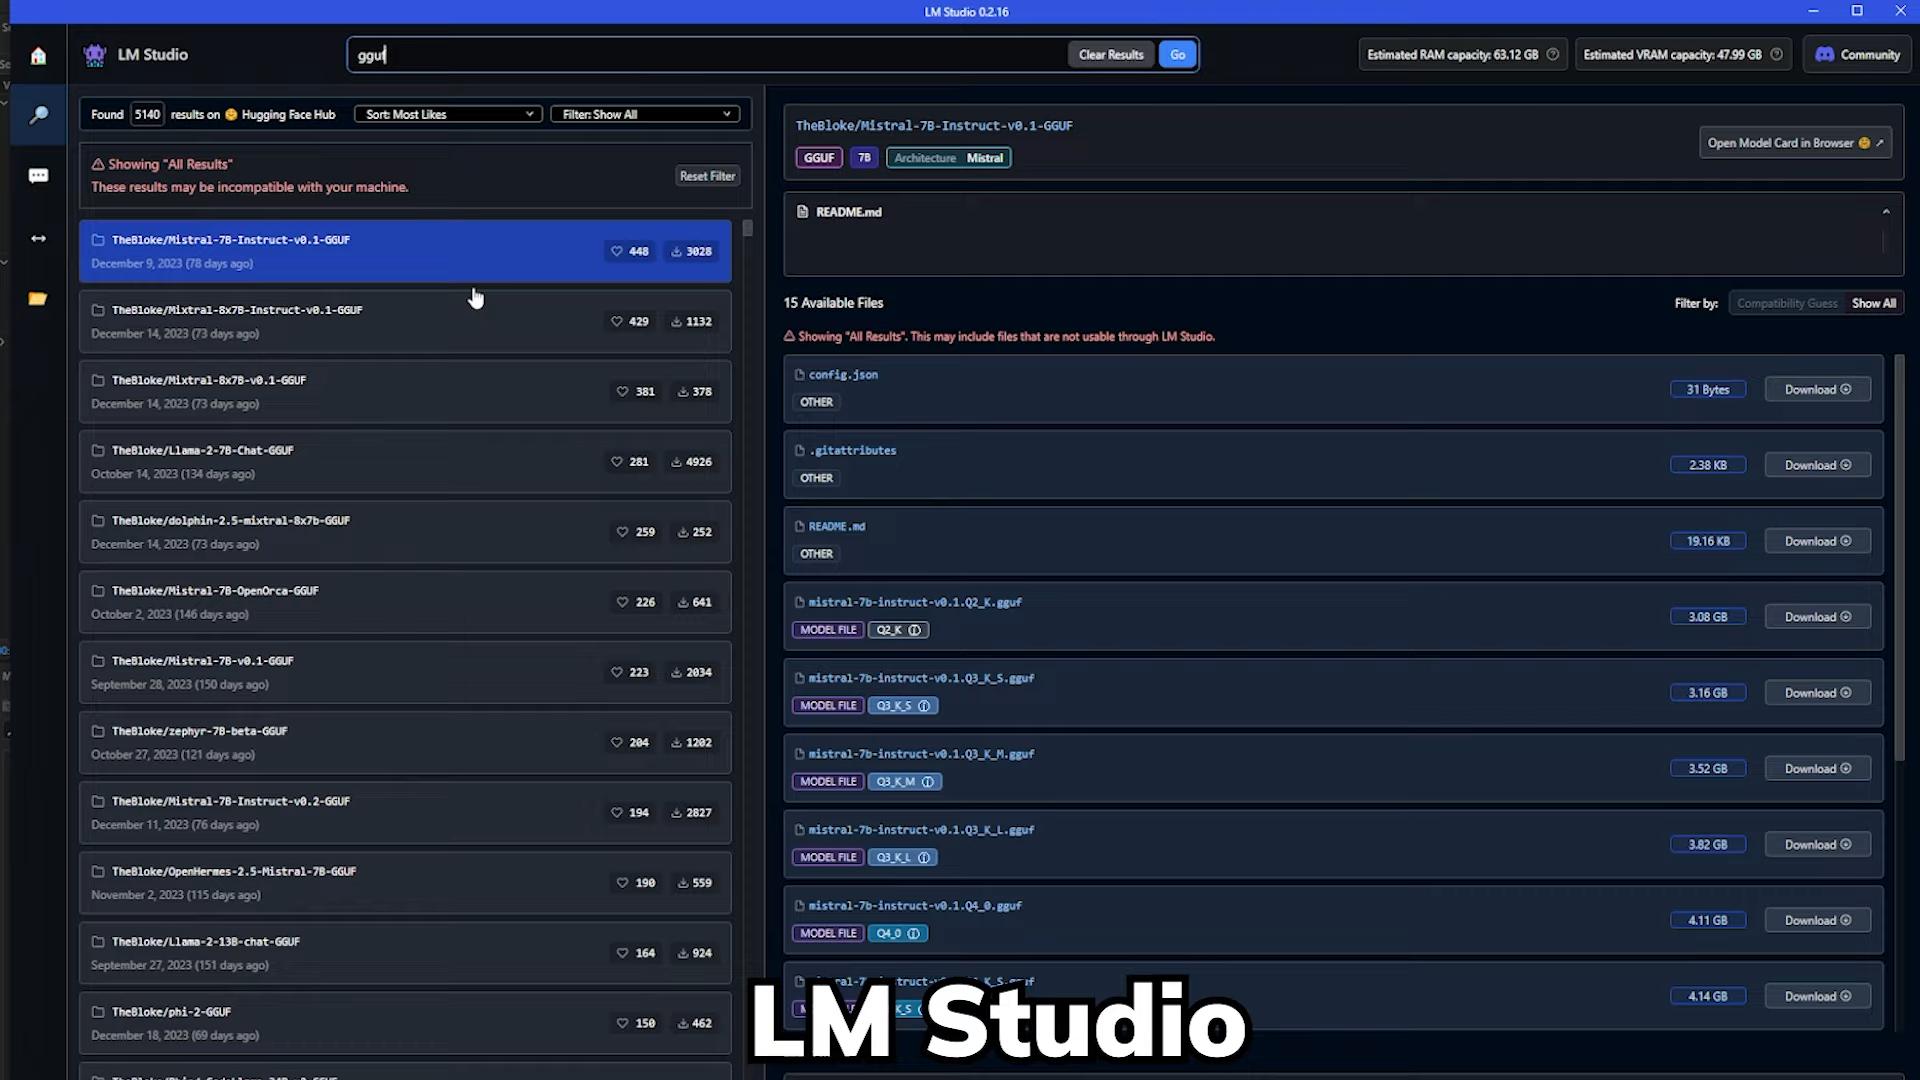 LM Studio 0.2.16
LM Studio
gguf
Clear Results
Go
Estimated RAM capacity: 63.12 GB
Estimated VRAM capacity: 47.99 GB
Community
Found 5140 results on Hugging Face Hub
Sort: Most Likes
Filter: Show All
Showing "All Results"
These results may be incompatible with your machine.
Reset Filter
TheBloke/Mistral-7B-Instruct-v0.1-GGUF
448 3028
December 9, 2023 (78 days ago)
TheBloke/Mixtral-8x7B-Instruct-v0.1-GGUF
429 1132
December 14, 2023 (73 days ago)
TheBloke/Mixtral-8x7B-v0.1-GGUF
381 378
December 14, 2023 (73 days ago)
TheBloke/Llama-2-7B-Chat-GGUF
281 4926
October 14, 2023 (134 days ago)
TheBloke/dolphin-2.5-mixtral-8x7b-GGUF
259 252
December 14, 2023 (73 days ago)
TheBloke/Mistral-7B-OpenOrca-GGUF
226 641
October 2, 2023 (146 days ago)
TheBloke/Mistral-7B-v0.1-GGUF
223 2034
September 28, 2023 (150 days ago)
TheBloke/zephyr-7B-beta-GGUF
204 1202
October 27, 2023 (121 days ago)
TheBloke/Mistral-7B-Instruct-v0.2-GGUF
194 2827
December 11, 2023 (76 days ago)
TheBloke/OpenHermes-2.5-Mistral-7B-GGUF
190 559
November 2, 2023 (115 days ago)
TheBloke/Llama-2-13B-chat-GGUF
164 924
September 27, 2023 (151 days ago)
TheBloke/phi-2-GGUF
150 462
December 18, 2023 (69 days ago)
TheBloke/Mistral-7B-Instruct-v0.1-GGUF
GGUF 7B Architecture Mistral
Open Model Card in Browser
README.md
15 Available Files
Filter by: Compatibility Guess Show All
Showing "All Results". This may include files that are not usable through LM Studio.
config.json
OTHER
31 Bytes
Download
.gitattributes
OTHER
2.38 KB
Download
README.md
OTHER
19.16 KB
Download
mistral-7b-instruct-v0.1.Q2_K.gguf
MODEL FILE Q2_K
3.08 GB
Download
mistral-7b-instruct-v0.1.Q3_K_S.gguf
MODEL FILE Q3_K_S
3.16 GB
Download
mistral-7b-instruct-v0.1.Q3_K_M.gguf
MODEL FILE Q3_K_M
3.52 GB
Download
mistral-7b-instruct-v0.1.Q3_K_L.gguf
MODEL FILE Q3_K_L
3.82 GB
Download
mistral-7b-instruct-v0.1.Q4_0.gguf
MODEL FILE Q4_0
4.11 GB
Download
4.14 GB
Download
LM Studio